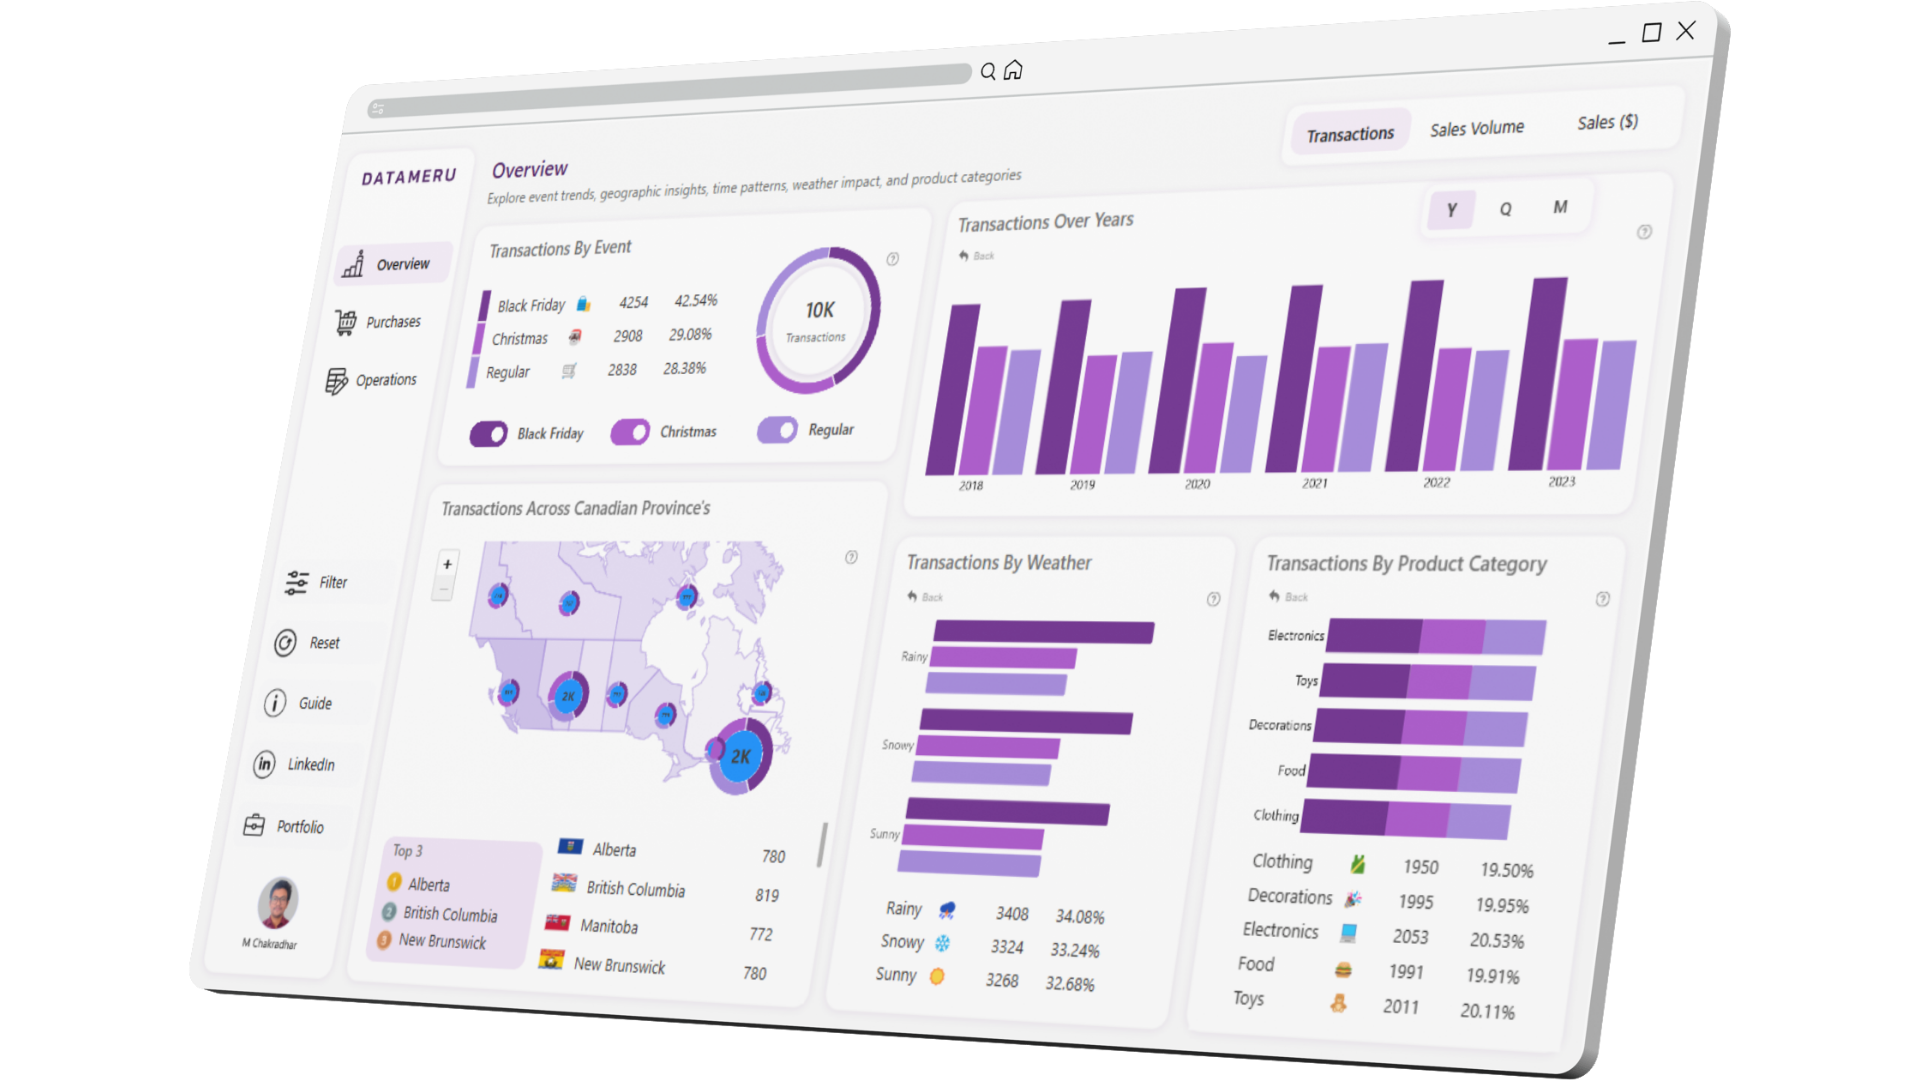 DATAMERU
Overview
Purchases
Operations
Filter
Reset
Guide
LinkedIn
Portfolio
M Chakradhar
Overview
Explore event trends, geographic insights, time patterns, weather impact, and product categories
Transactions
Sales Volume
Sales ($)
Transactions By Event
Black Friday 4254 42.54%
Christmas 2908 29.08%
Regular 2838 28.38%
10K
Transactions
Black Friday
Christmas
Regular
Transactions Over Years
Back
Y Q M
2018 2019 2020 2021 2022 2023
Transactions Across Canadian Province's
+
2K
2K
Top 3
1 Alberta
2 British Columbia
3 New Brunswick
Alberta 780
British Columbia 819
Manitoba 772
New Brunswick 780
Transactions By Weather
Back
Rainy
Snowy
Sunny
Rainy 3408 34.08%
Snowy 3324 33.24%
Sunny 3268 32.68%
Transactions By Product Category
Back
Electronics
Toys
Decorations
Food
Clothing
Clothing 1950 19.50%
Decorations 1995 19.95%
Electronics 2053 20.53%
Food 1991 19.91%
Toys 2011 20.11%